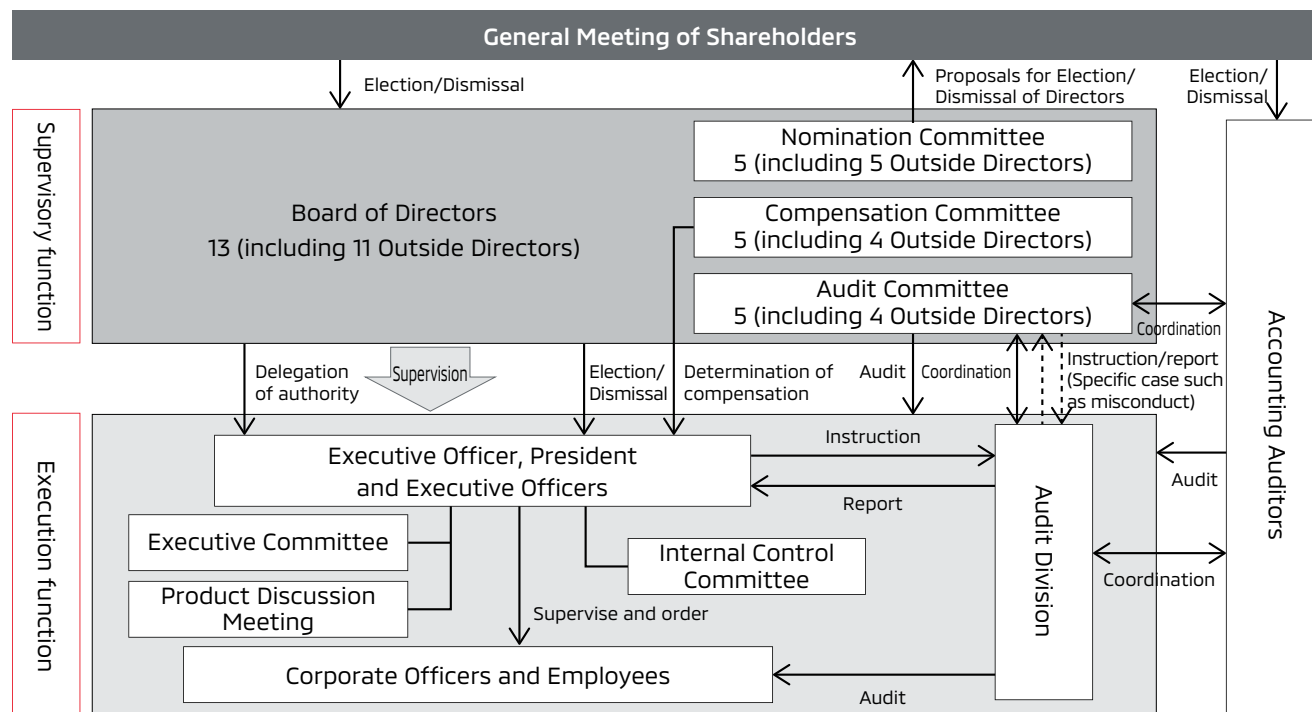 General Meeting of Shareholders
Election/Dismissal
Proposals for Election/
Dismissal of Directors
Election/
Dismissal
Supervisory function
Board of Directors
13 (including 11 Outside Directors)
Nomination Committee
5 (including 5 Outside Directors)
Compensation Committee
5 (including 4 Outside Directors)
Audit Committee
5 (including 4 Outside Directors)
Coordination
Accounting Auditors
Delegation
of authority
Supervision
Election/
Dismissal
Determination of
compensation
Audit
Coordination
Instruction/report
(Specific case such
as misconduct)
Execution function
Executive Officer, President
and Executive Officers
Instruction
Report
Audit Division
Audit
Executive Committee
Product Discussion
Meeting
Internal Control
Committee
Coordination
Supervise and order
Corporate Officers and Employees
Audit